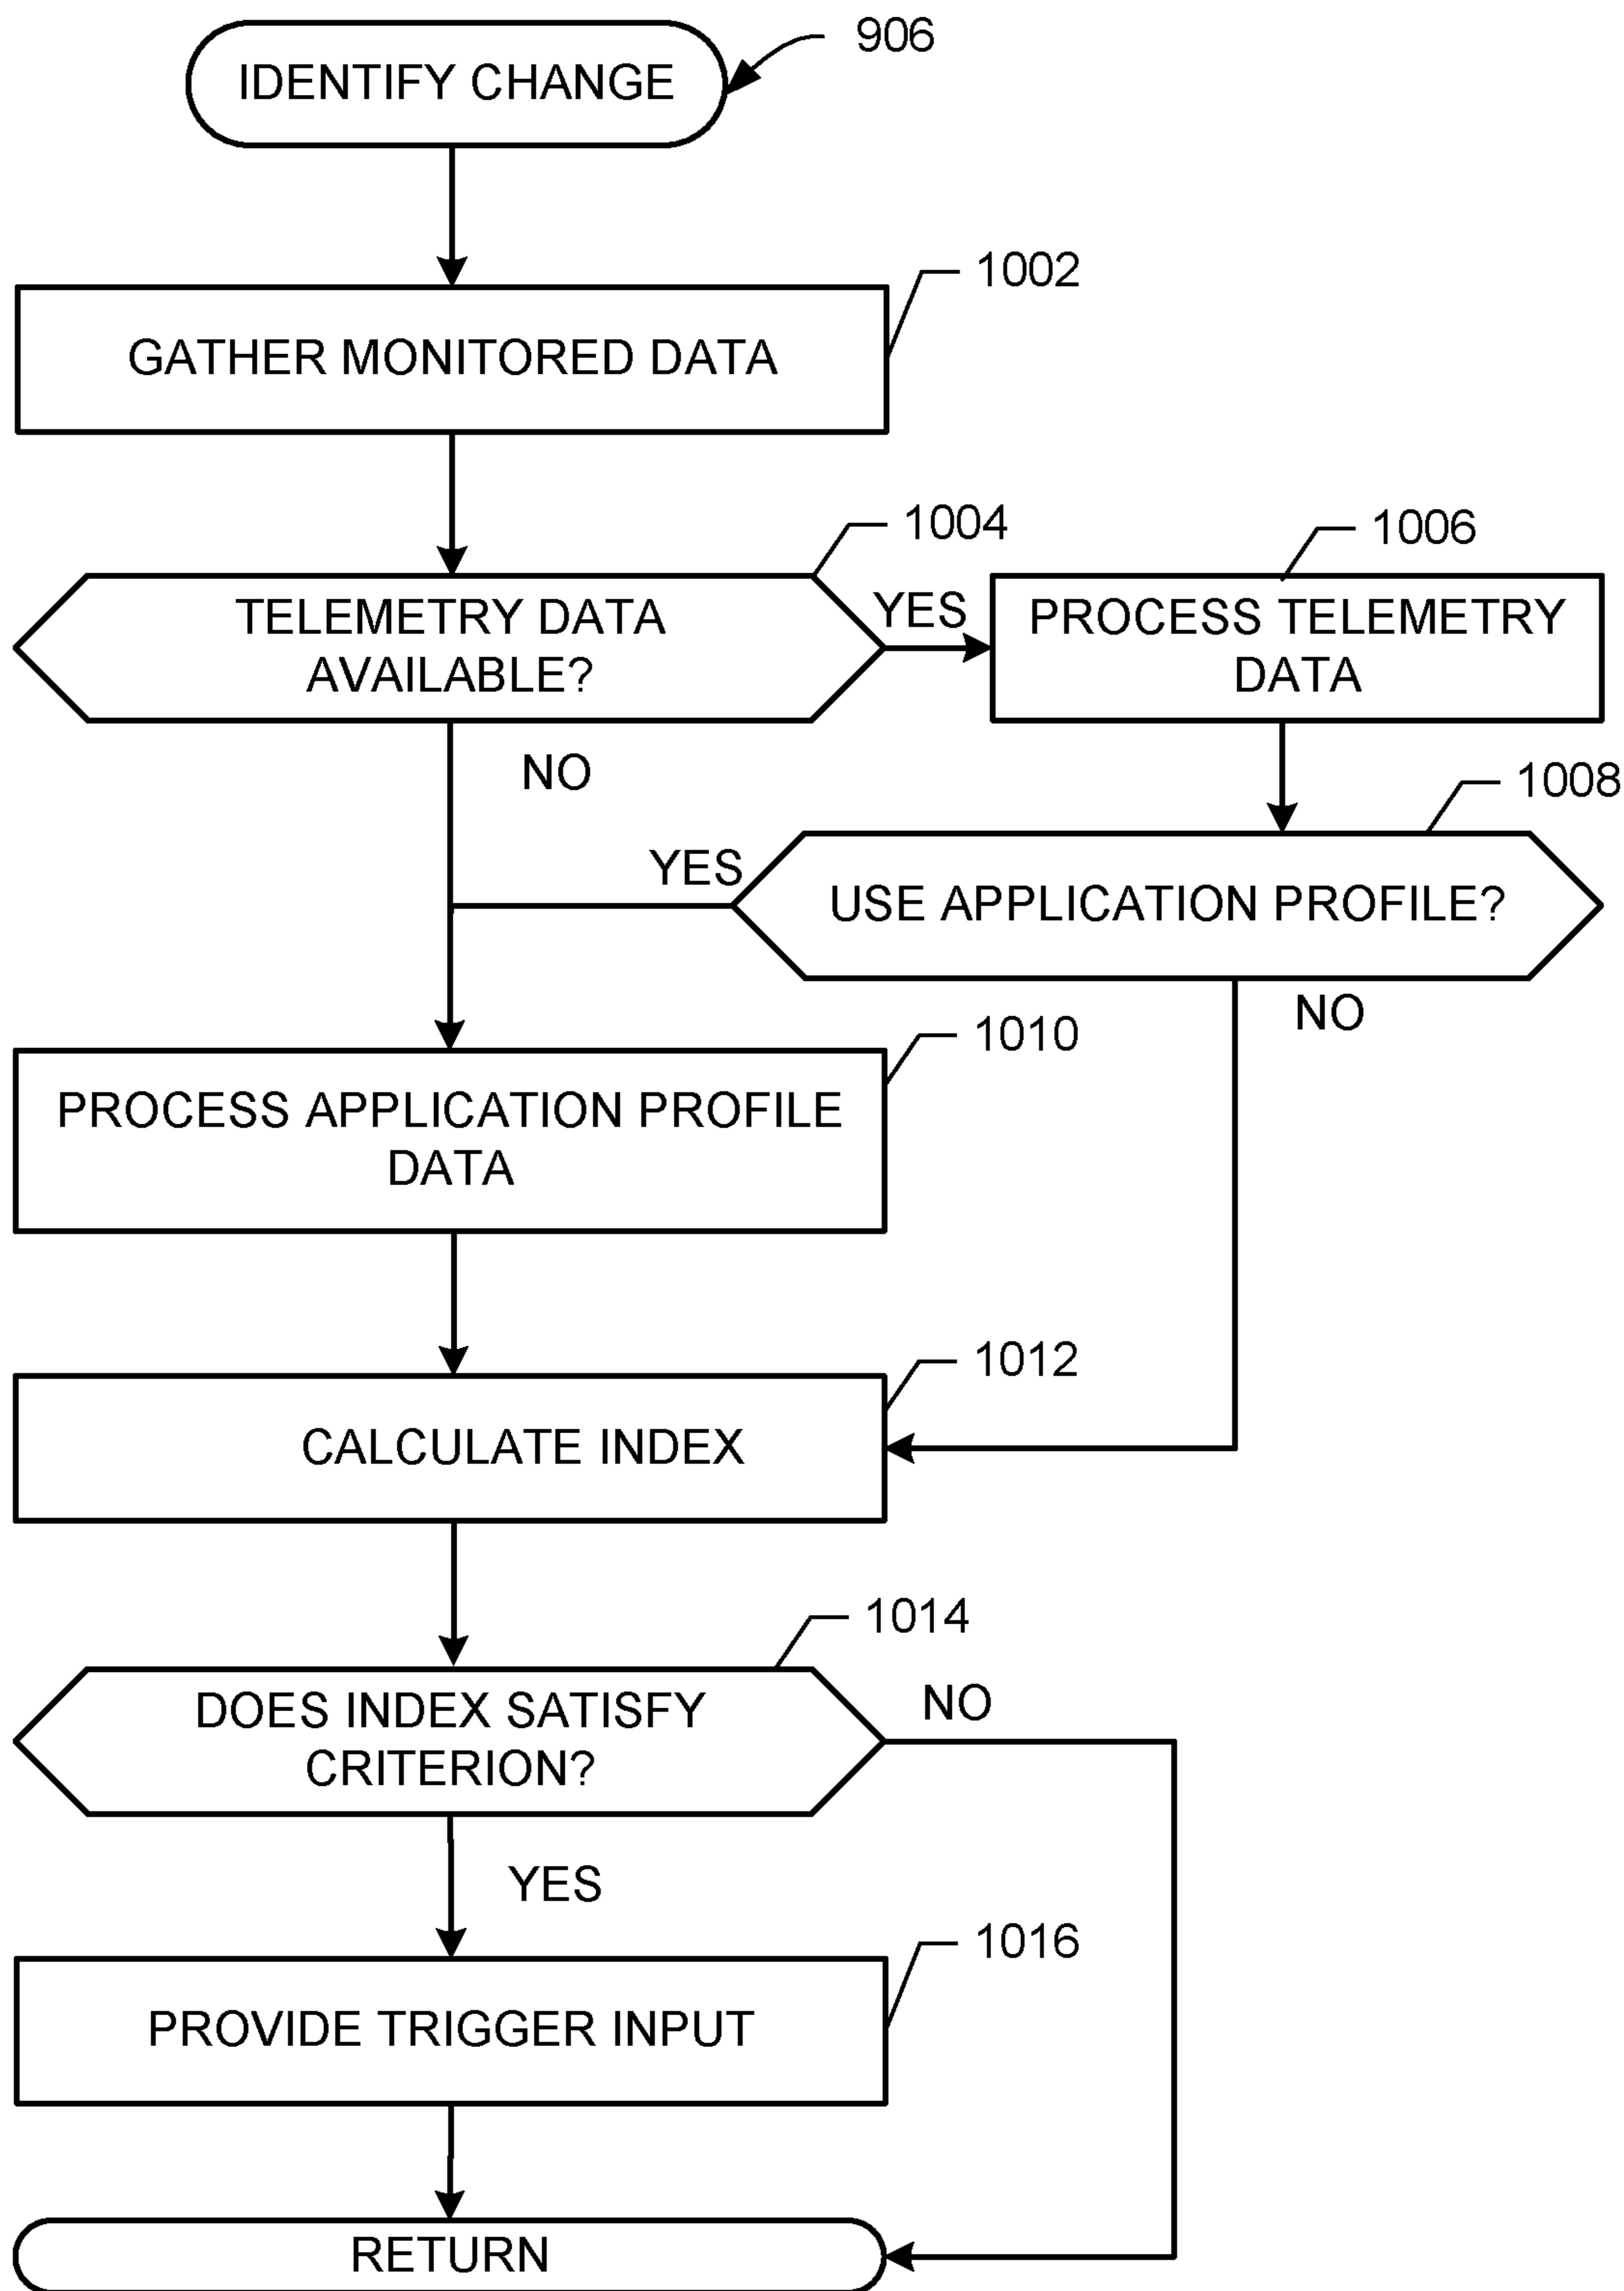 906
IDENTIFY CHANGE
1002
GATHER MONITORED DATA
1004
TELEMETRY DATA
AVAILABLE?
YES
1006
PROCESS TELEMETRY
DATA
NO
1008
YES
USE APPLICATION PROFILE?
NO
1010
PROCESS APPLICATION PROFILE
DATA
1012
CALCULATE INDEX
1014
DOES INDEX SATISFY
CRITERION?
NO
YES
1016
PROVIDE TRIGGER INPUT
RETURN